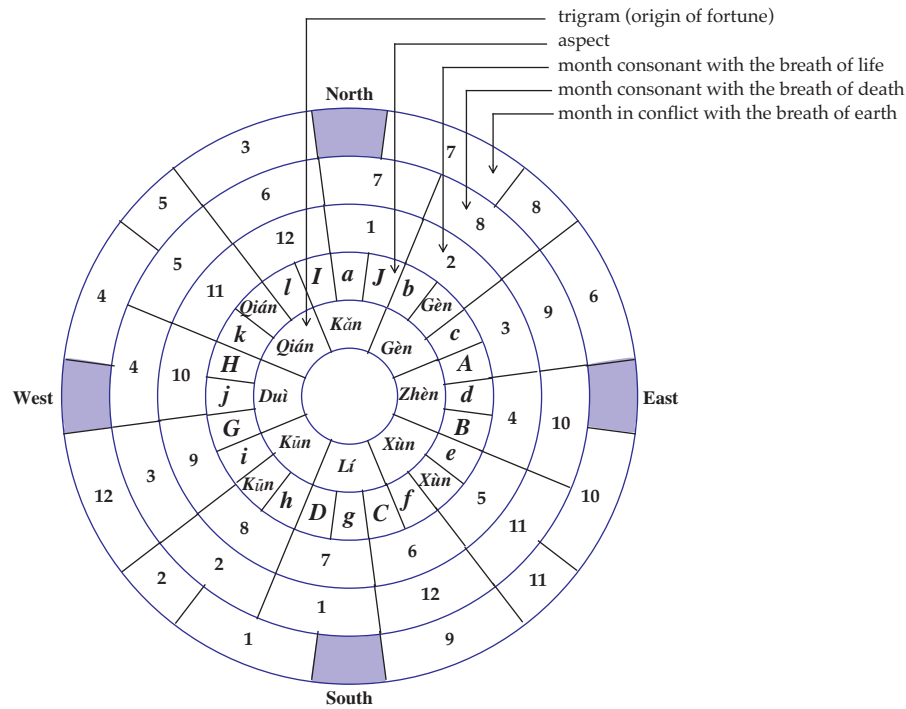 trigram (origin of fortune)
aspect
month consonant with the breath of life
month consonant with the breath of death
month in conflict with the breath of earth
North
East
South
West
7
8
6
10
11
9
1
2
12
4
5
3
7
8
9
10
11
12
1
2
3
4
5
6
1
2
3
4
5
6
7
8
9
10
11
12
a
J
b
Gèn
c
A
d
B
e
Xùn
f
C
g
D
h
Kūn
i
G
j
H
k
Qián
l
I
Kǎn
Gèn
Zhèn
Xùn
Lí
Kūn
Duì
Qián